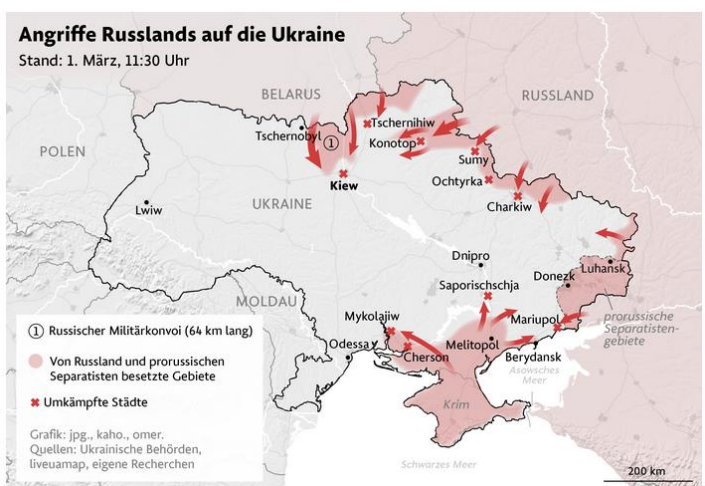 Angriffe Russlands auf die Ukraine
Stand: 1. März, 11:30 Uhr
BELARUS
RUSSLAND
POLEN
Tschernobyl
1
Tschernihiw
Konotop
Sumy
Kiew
Ochtyrka
UKRAINE
Lwiw
Charkiw
Dnipro
Luhansk
Donezk
Saporischschja
MOLDAU
Mykolajiw
Mariupol
prorussische
Separatisten-
gebiete
Odessa
Cherson
Melitopol
Berydansk
Asowsches
Meer
Krim
Schwarzes Meer
1 Russischer Militärkonvoi (64 km lang)
Von Russland und prorussischen
Separatisten besetzte Gebiete
Umkämpfte Städte
Grafik: jpg., kaho., omer.
Quellen: Ukrainische Behörden,
liveuamap, eigene Recherchen
200 km